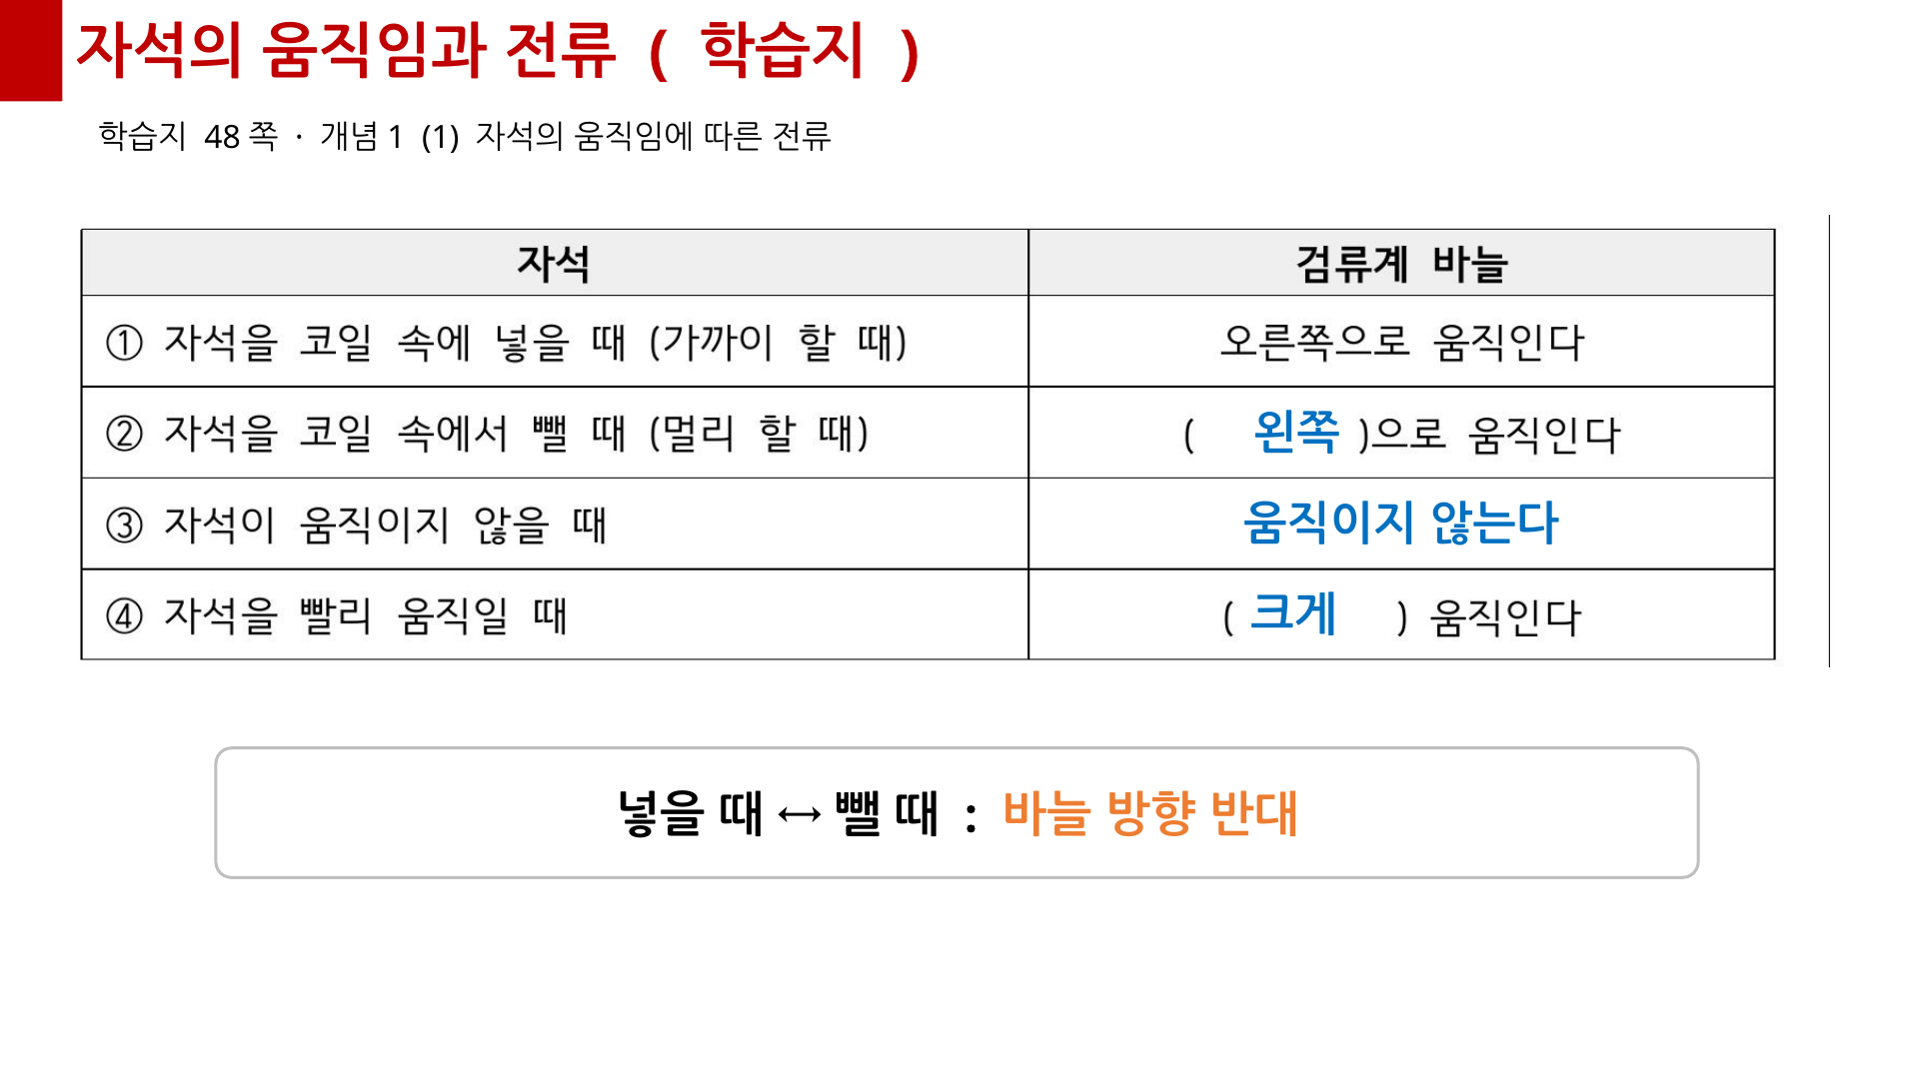 자석의 움직임과 전류 ( 학습지 )
학습지 48쪽 · 개념1 (1) 자석의 움직임에 따른 전류
자석 검류계 바늘
① 자석을 코일 속에 넣을 때 (가까이 할 때) 오른쪽으로 움직인다
② 자석을 코일 속에서 뺄 때 (멀리 할 때) ( 왼쪽 )으로 움직인다
③ 자석이 움직이지 않을 때 움직이지 않는다
④ 자석을 빨리 움직일 때 ( 크게 ) 움직인다
넣을 때 ↔ 뺄 때 : 바늘 방향 반대